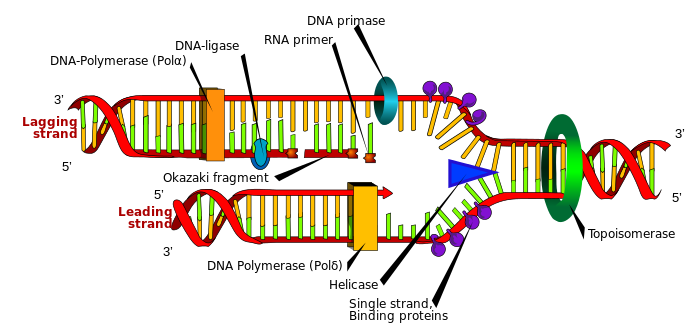 DNA primase
RNA primer
DNA-ligase
DNA-Polymerase (Polα)
3’
Lagging
strand
5’
3’
5’
Okazaki fragment
5’
Leading
strand
3’
Topoisomerase
DNA Polymerase (Polδ)
Helicase
Single strand,
Binding proteins